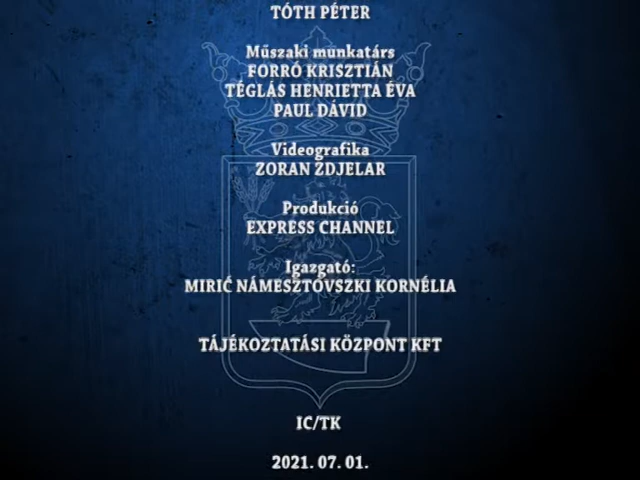 TÓTH PÉTER
Műszaki munkatárs
FORRÓ KRISZTIÁN
TÉGLÁS HENRIETTA ÉVA
PAUL DÁVID
Videografika
ZORAN ZDJELAR
Produkció
EXPRESS CHANNEL
Igazgató:
MIRIĆ NÁMESZTOVSZKI KORNÉLIA
TÁJÉKOZTATÁSI KÖZPONT KFT
IC/TK
2021. 07. 01.